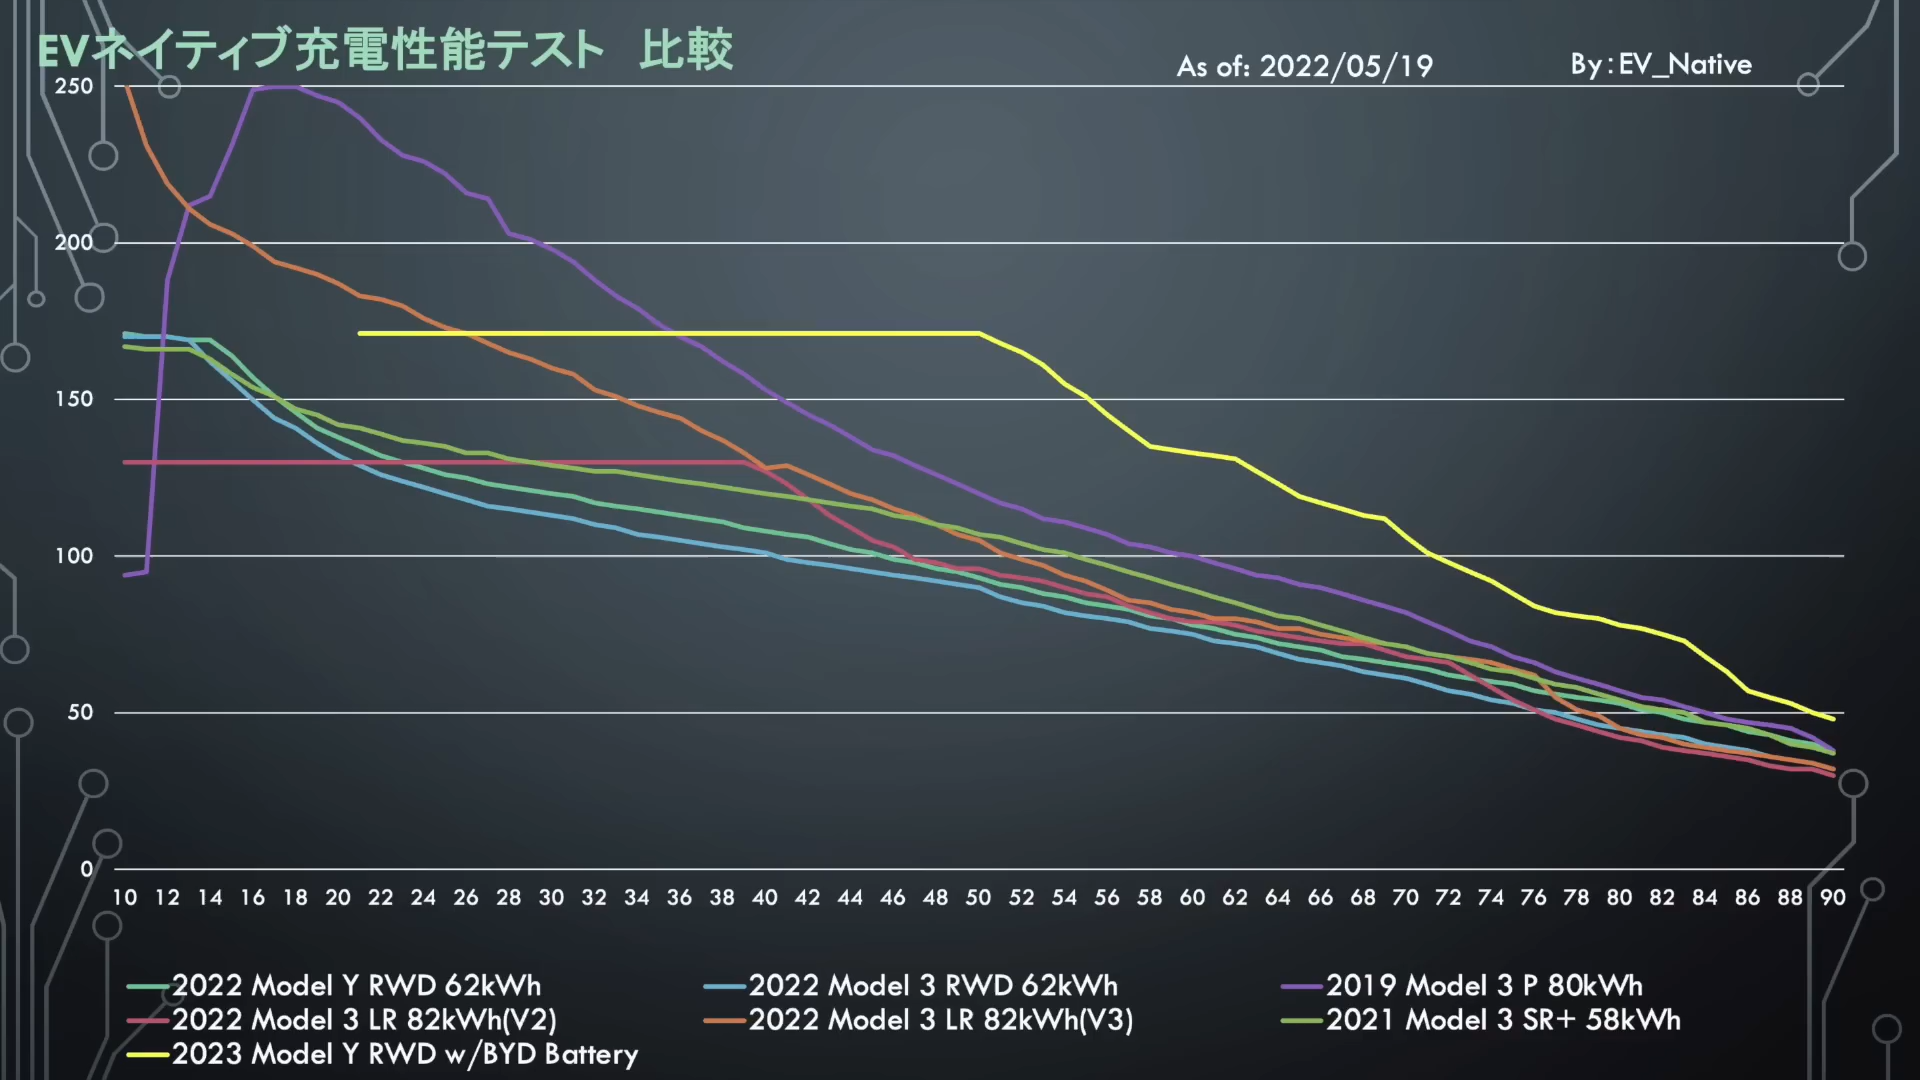 EVネイティブ充電性能テスト　比較
As of: 2022/05/19
By：EV_Native
250
200
150
100
50
0
10 12 14 16 18 20 22 24 26 28 30 32 34 36 38 40 42 44 46 48 50 52 54 56 58 60 62 64 66 68 70 72 74 76 78 80 82 84 86 88 90
2022 Model Y RWD 62kWh
2022 Model 3 RWD 62kWh
2019 Model 3 P 80kWh
2022 Model 3 LR 82kWh(V2)
2022 Model 3 LR 82kWh(V3)
2021 Model 3 SR+ 58kWh
2023 Model Y RWD w/BYD Battery